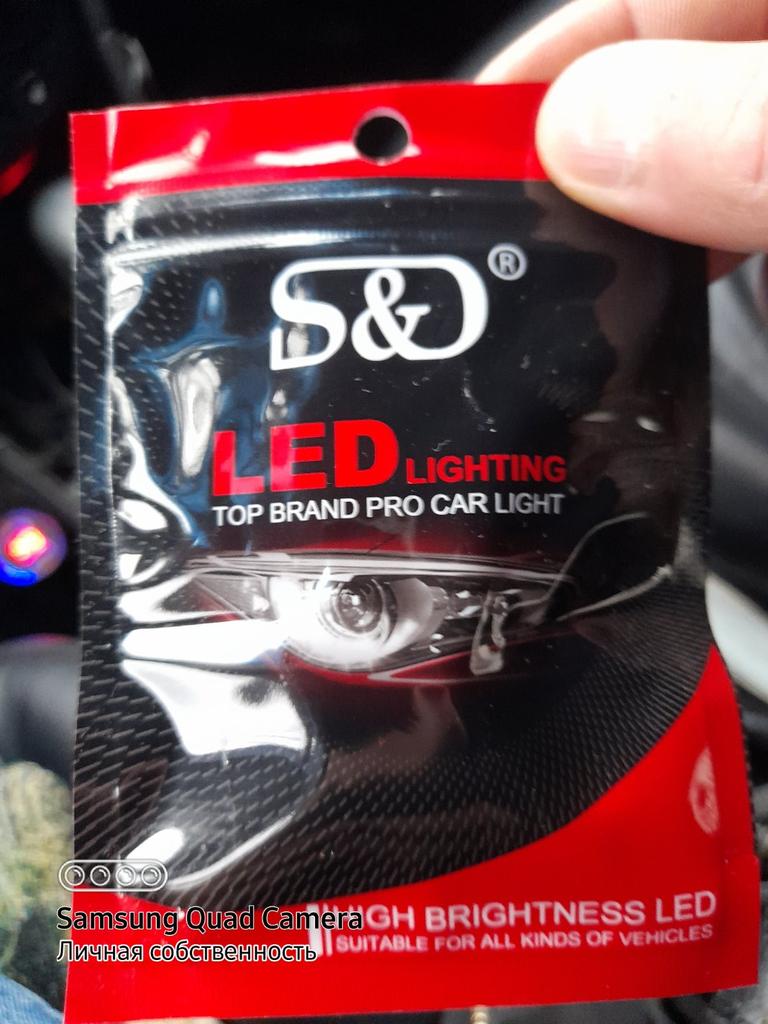 S&D®
LED LIGHTING
TOP BRAND PRO CAR LIGHT
HIGH BRIGHTNESS LED
SUITABLE FOR ALL KINDS OF VEHICLES
Samsung Quad Camera
Личная собственность